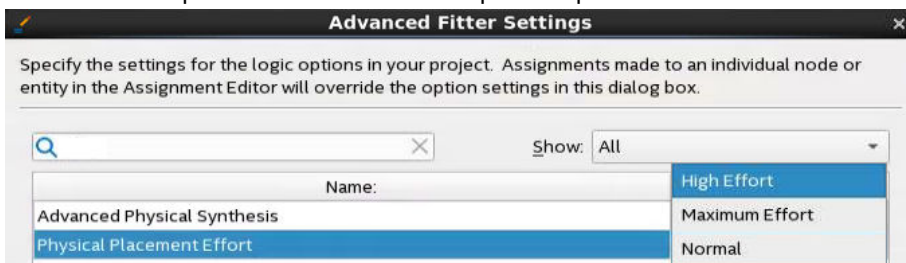 Advanced Fitter Settings
Specify the settings for the logic options in your project. Assignments made to an individual node or
entity in the Assignment Editor will override the option settings in this dialog box.
Show: All
Name:
High Effort
Advanced Physical Synthesis
Maximum Effort
Physical Placement Effort
Normal